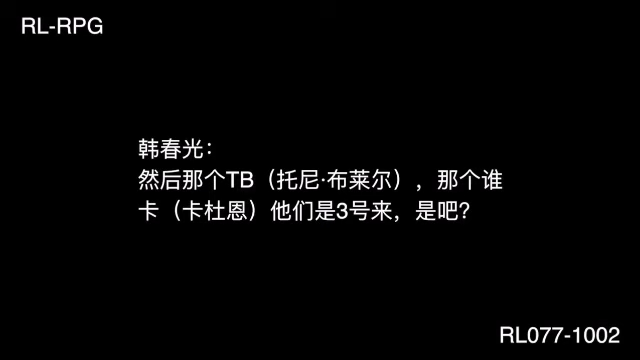 RL-RPG
韩春光：
然后那个TB（托尼·布莱尔），那个谁
卡（卡杜恩）他们是3号来，是吧？
RL077-1002